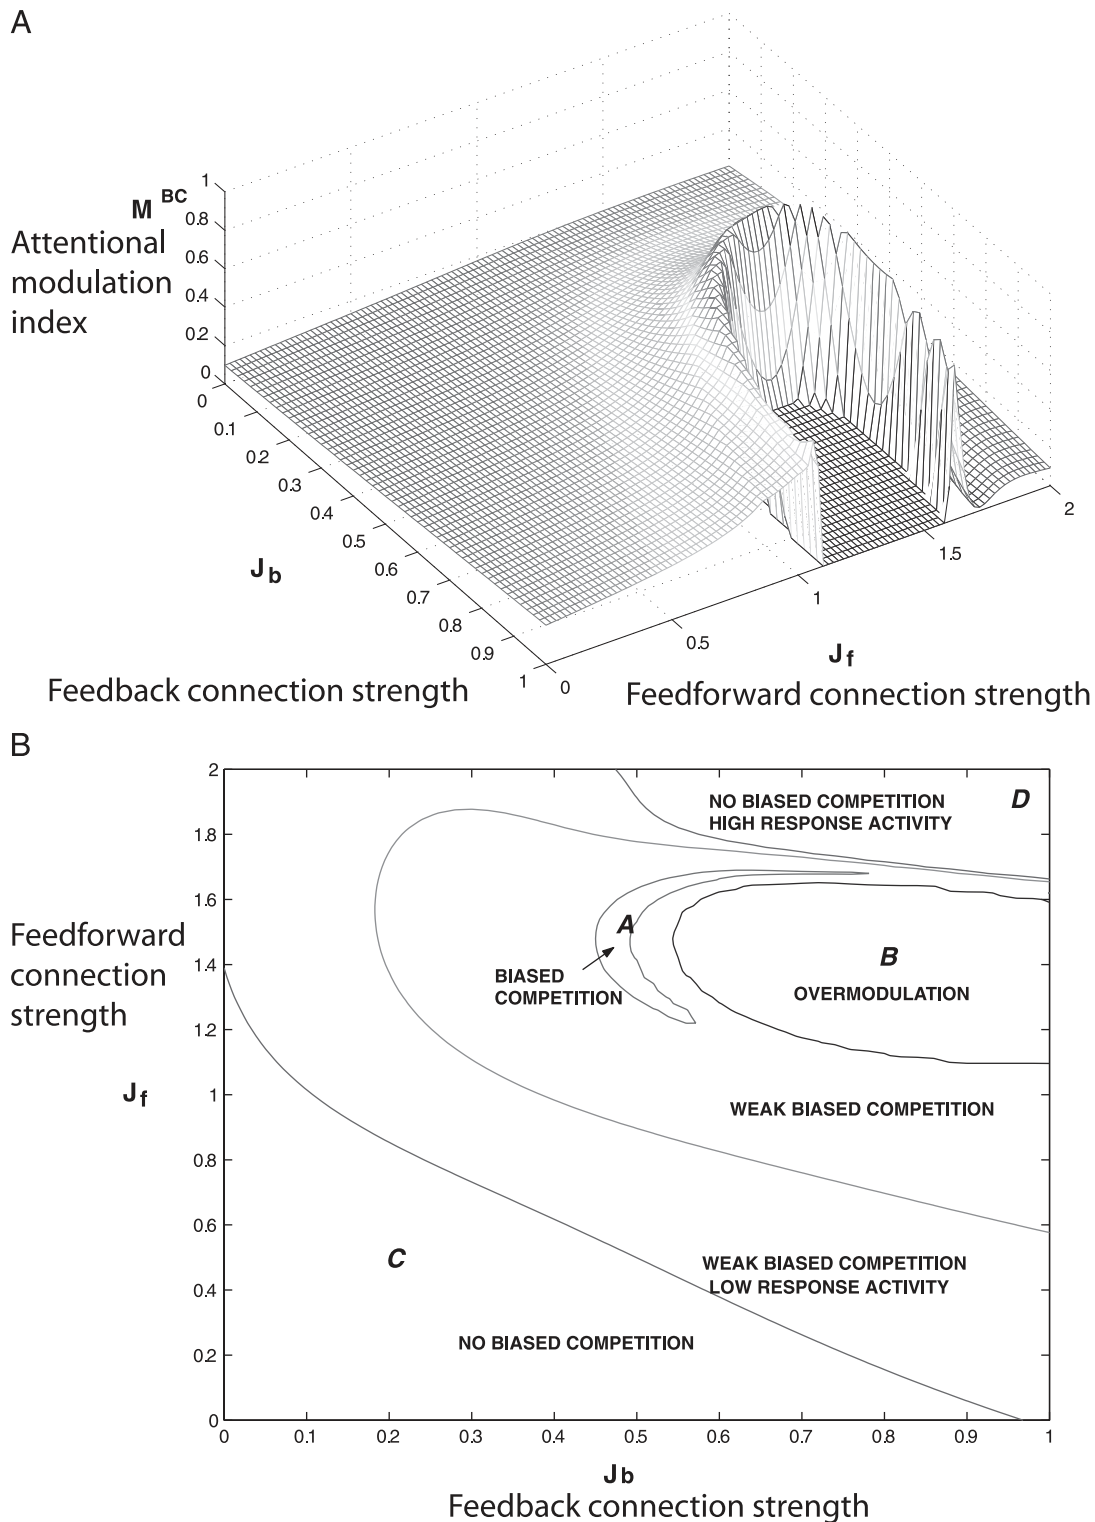 A
M BC
Attentional
modulation
index
1
0.8
0.6
0.4
0.2
0
0
0.1
0.2
0.3
0.4
0.5
0.6
0.7
0.8
0.9
1
J b
Feedback connection strength
0
0.5
1
1.5
2
J f
Feedforward connection strength
B
2
1.8
1.6
1.4
1.2
1
0.8
0.6
0.4
0.2
0
Feedforward
connection
strength
J f
NO BIASED COMPETITION
HIGH RESPONSE ACTIVITY
D
A
BIASED
COMPETITION
B
OVERMODULATION
WEAK BIASED COMPETITION
C
WEAK BIASED COMPETITION
LOW RESPONSE ACTIVITY
NO BIASED COMPETITION
0 0.1 0.2 0.3 0.4 0.5 0.6 0.7 0.8 0.9 1
J b
Feedback connection strength